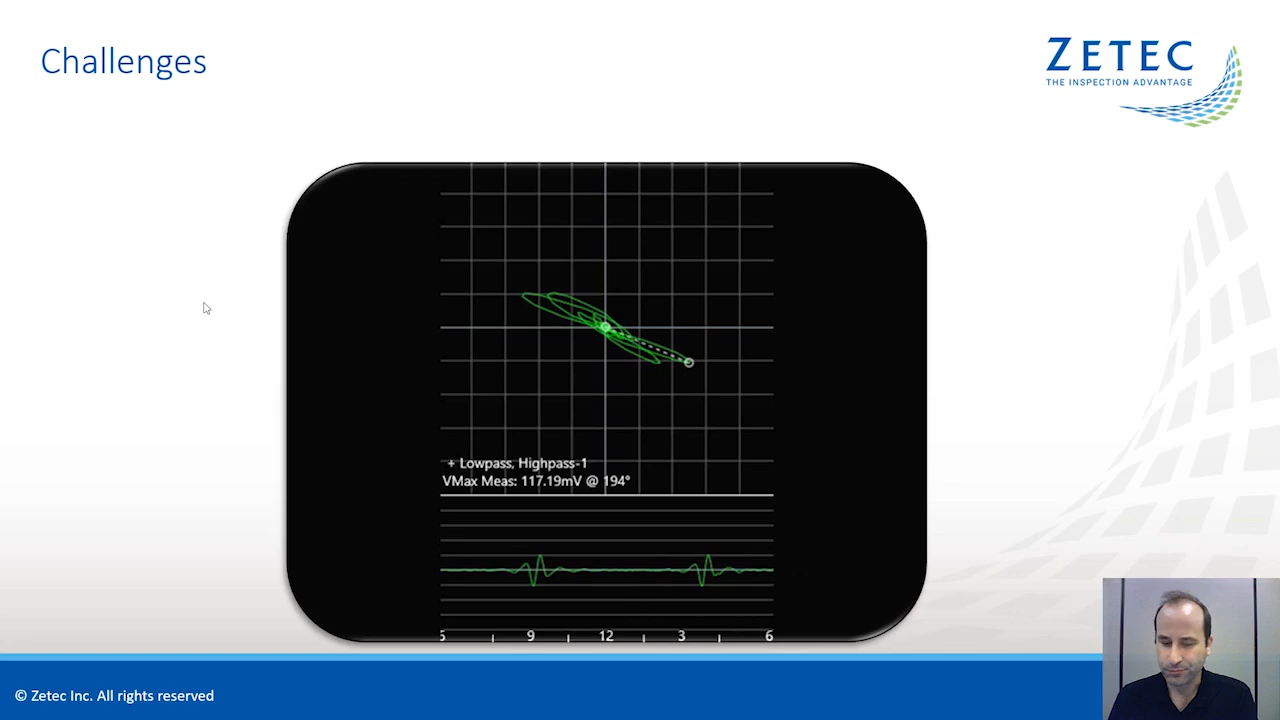 Challenges
ZETEC
THE INSPECTION ADVANTAGE
+ Lowpass, Highpass-1
VMax Meas: 117.19mV @ 194°
9 12 3 6
© Zetec Inc. All rights reserved